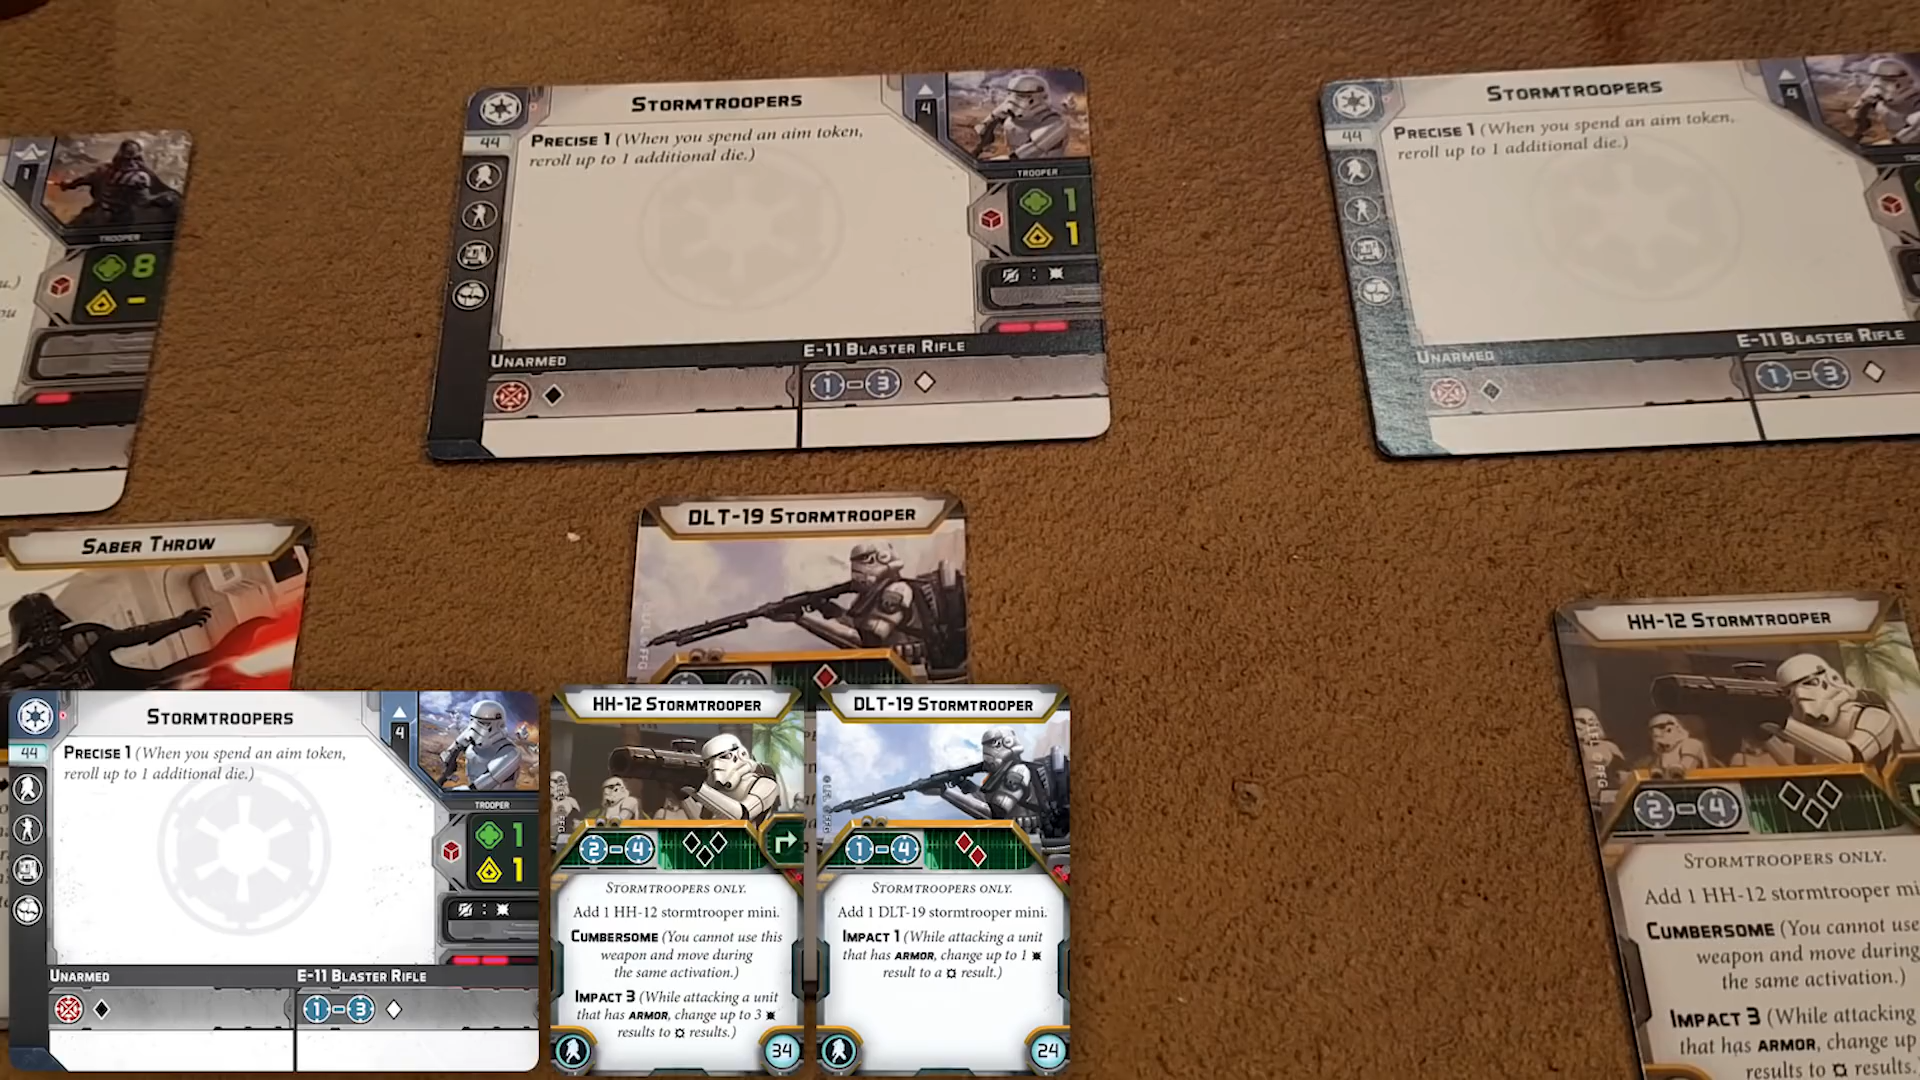 1
TROOPER
8
-
STORMTROOPERS
44
4
PRECISE 1 (When you spend an aim token,
reroll up to 1 additional die.)
TROOPER
1
1
:
UNARMED
E-11 BLASTER RIFLE
1-3
STORMTROOPERS
44
4
PRECISE 1 (When you spend an aim token,
reroll up to 1 additional die.)
UNARMED
E-11 BLASTER RIFLE
1-3
SABER THROW
DLT-19 STORMTROOPER
HH-12 STORMTROOPER
2-4
STORMTROOPERS ONLY.
Add 1 HH-12 stormtrooper
CUMBERSOME (You cannot use
weapon and move during
the same activation.)
IMPACT 3 (While attacking
that has ARMOR, change up
results to results.)
STORMTROOPERS
44
4
PRECISE 1 (When you spend an aim token,
reroll up to 1 additional die.)
TROOPER
1
1
:
UNARMED
E-11 BLASTER RIFLE
1-3
HH-12 STORMTROOPER
2-4
STORMTROOPERS ONLY.
Add 1 HH-12 stormtrooper mini.
CUMBERSOME (You cannot use this
weapon and move during
the same activation.)
IMPACT 3 (While attacking a unit
that has ARMOR, change up to 3
results to results.)
34
DLT-19 STORMTROOPER
1-4
STORMTROOPERS ONLY.
Add 1 DLT-19 stormtrooper mini.
IMPACT 1 (While attacking a unit
that has ARMOR, change up to 1
result to a result.)
24